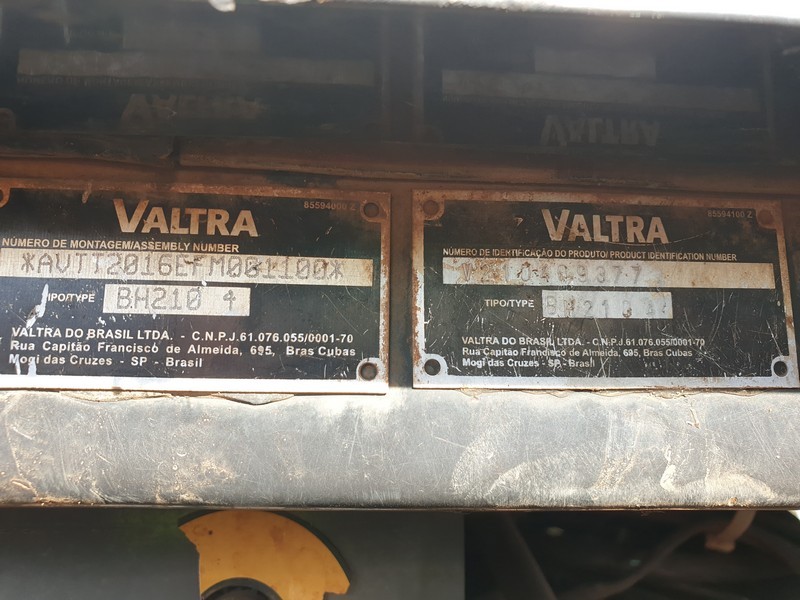 VALTRA
VALTRA
85594000 Z
VALTRA
NÚMERO DE MONTAGEM/ASSEMBLY NUMBER
*AVTT2016EFM001100*
TIPO/TYPE BH210 4
VALTRA DO BRASIL LTDA. - C.N.P.J.61.076.055/0001-70
Rua Capitão Francisco de Almeida, 695, Bras Cubas
Mogi das Cruzes - SP - Brasil
85594100 Z
VALTRA
NÚMERO DE IDENTIFICAÇÃO DO PRODUTO/ PRODUCT IDENTIFICATION NUMBER
TIPO/TYPE
VALTRA DO BRASIL LTDA. - C.N.P.J.61.076.055/0001-70
Rua Capitão Francisco de Almeida, 695, Bras Cubas
Mogi das Cruzes - SP - Brasil